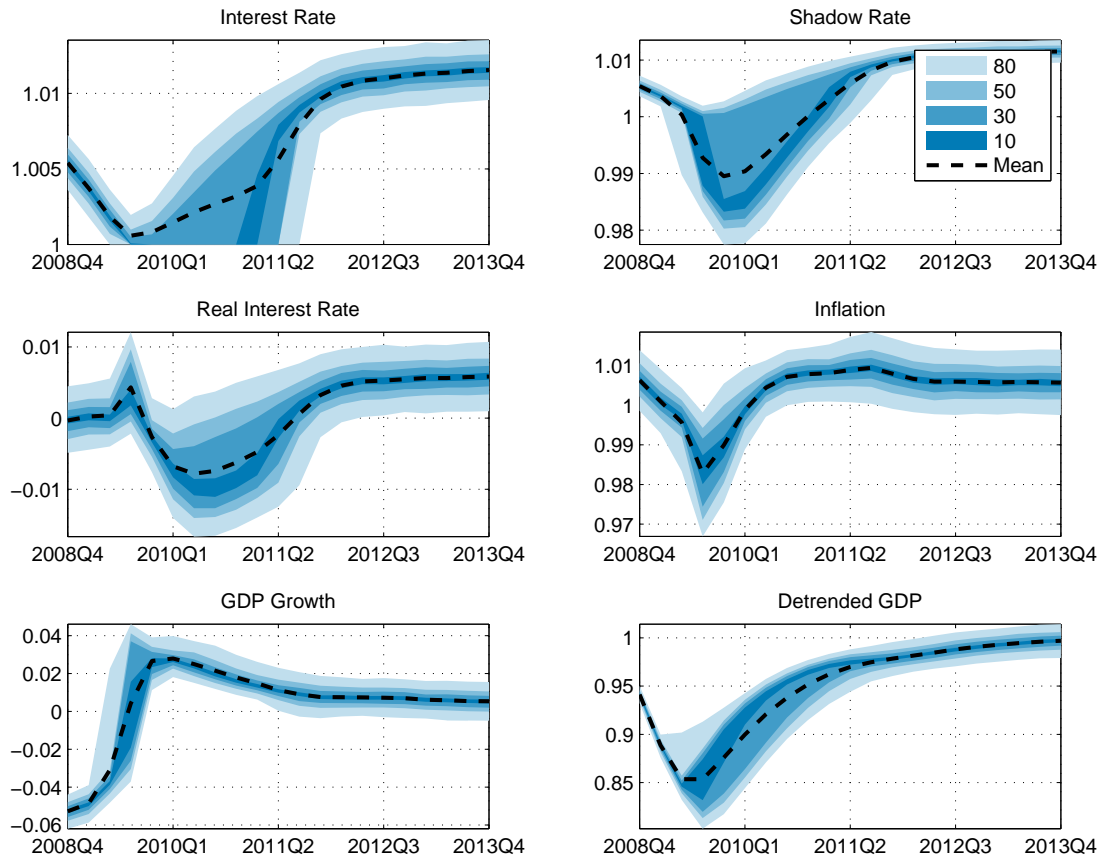 Interest Rate
1.01
1.005
1
2008Q4 2010Q1 2011Q2 2012Q3 2013Q4
Shadow Rate
1.01
1
0.99
0.98
2008Q4 2010Q1 2011Q2 2012Q3 2013Q4
80
50
30
10
Mean
Real Interest Rate
0.01
0
−0.01
2008Q4 2010Q1 2011Q2 2012Q3 2013Q4
Inflation
1.01
1
0.99
0.98
0.97
2008Q4 2010Q1 2011Q2 2012Q3 2013Q4
GDP Growth
0.04
0.02
0
−0.02
−0.04
−0.06
2008Q4 2010Q1 2011Q2 2012Q3 2013Q4
Detrended GDP
1
0.95
0.9
0.85
2008Q4 2010Q1 2011Q2 2012Q3 2013Q4